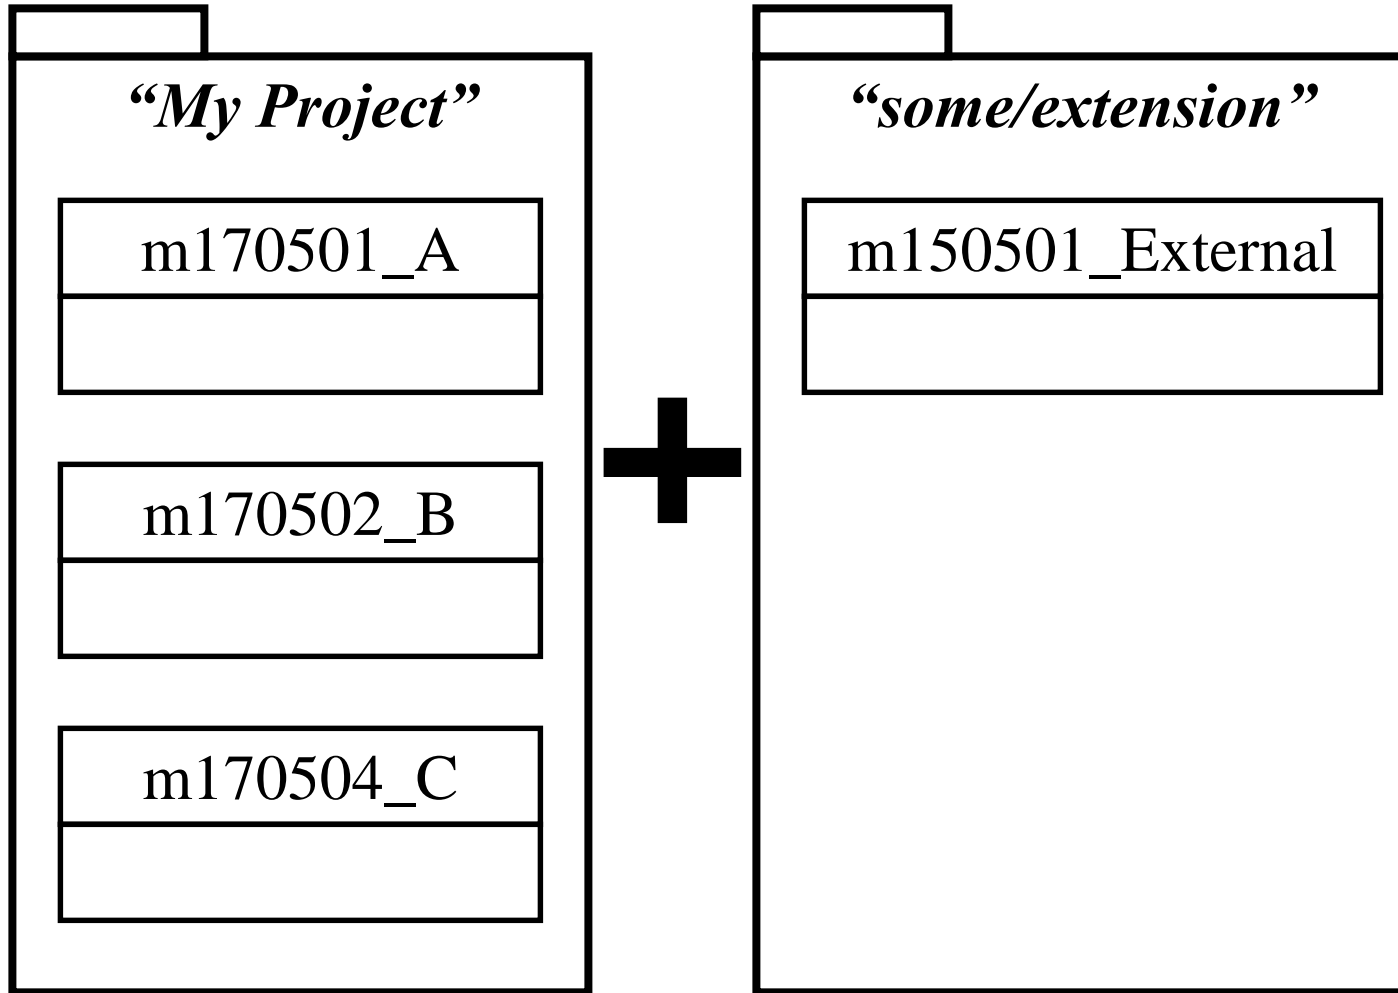 “My Project”
m170501_A
m170502_B
m170504_C
“some/extension”
m150501_External